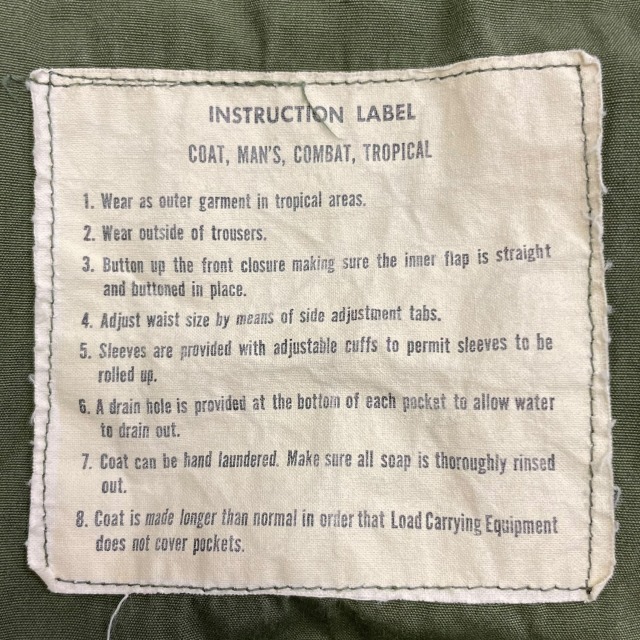 INSTRUCTION LABEL
COAT, MAN'S, COMBAT, TROPICAL
1. Wear as outer garment in tropical areas.
2. Wear outside of trousers.
3. Button up the front closure making sure the inner flap is straight
and buttoned in place.
4. Adjust waist size by means of side adjustment tabs.
5. Sleeves are provided with adjustable cuffs to permit sleeves to be
rolled up.
6. A drain hole is provided at the bottom of each pocket to allow water
to drain out.
7. Coat can be hand laundered. Make sure all soap is thoroughly rinsed
out.
8. Coat is made longer than normal in order that Load Carrying Equipment
does not cover pockets.